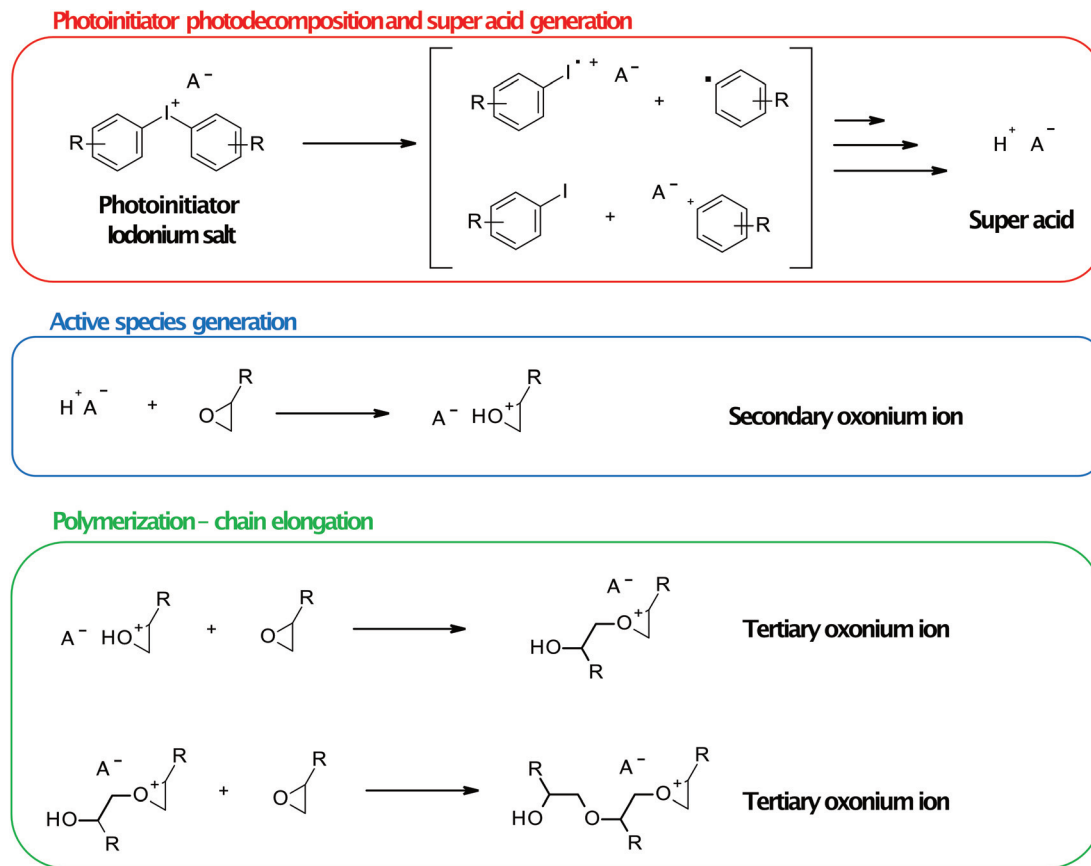 Photoinitiator photodecomposition and super acid generation
A⁻
I⁺
R
R
Photoinitiator
Iodonium salt
I
• +
A⁻
+
•
R
R
I
R
+
A⁻
+
R
H⁺ A⁻
Super acid
Active species generation
H⁺A⁻ + O R
A⁻ HO⁺ R
Secondary oxonium ion
Polymerization – chain elongation
A⁻ HO⁺ R + O R
A⁻ R
O⁺
HO
R
Tertiary oxonium ion
A⁻ R
O⁺
HO
R
+ O R
R A⁻ R
O⁺
HO O
R
Tertiary oxonium ion